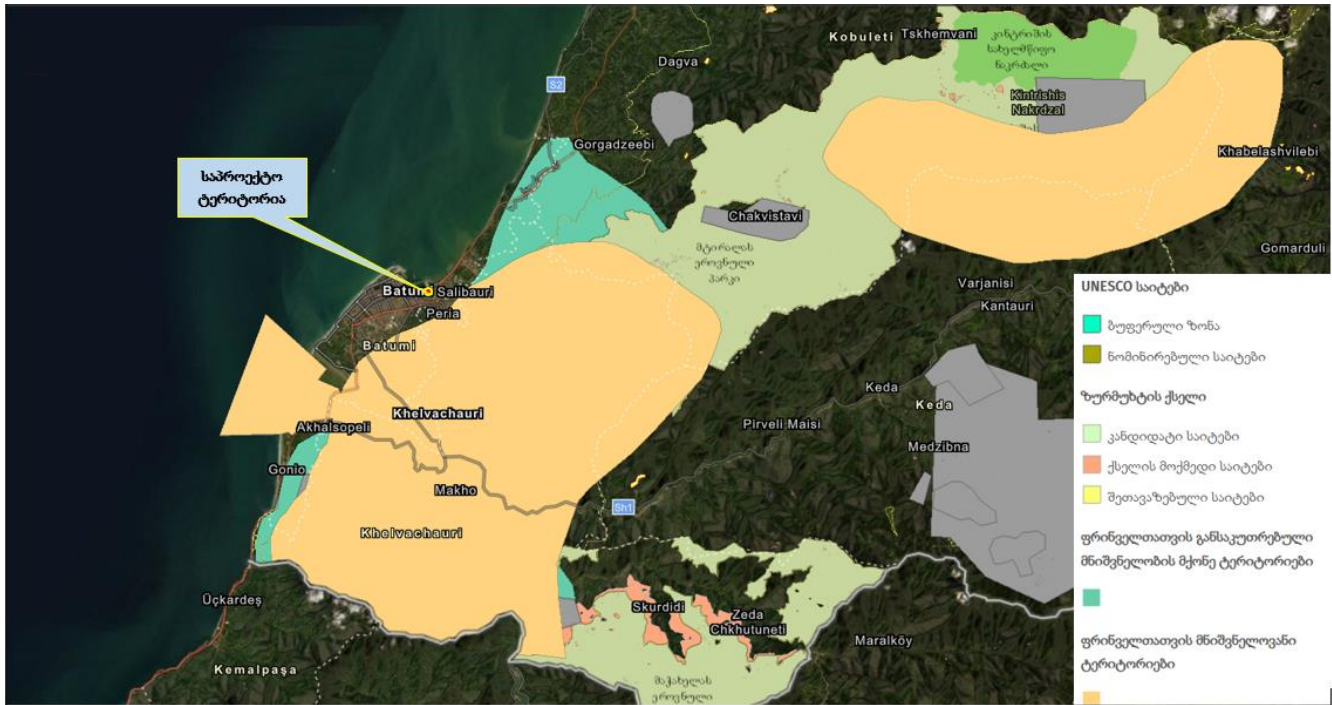 Kobuleti
Tskhemvani
კინტრიშის
სახელმწიფო
ნაკრძალი
Dagva
S2
Kintrishis
Nakrdzal
Gorgadzeebi
Khabelashvilebi
საპროექტო
ტერიტორია
Chakvistavi
მტირალას
ეროვნული
პარკი
Gomarduli
Batumi
Salibauri
Peria
Batumi
Varjanisi
Kantauri
Keda
Keda
Khelvachauri
Akhalsopeli
Pirveli Maisi
Medzibna
Gonio
Makho
Sh1
Khelvachauri
Üçkardeş
Skurdidi
Zeda
Chkhutuneti
Maralköy
Kemalpaşa
მაჭახელას
ეროვნული
UNESCO საიტები
ბუფერული ზონა
ნომინირებული საიტები
ზურმუხტის ქსელი
კანდიდატი საიტები
ქსელის მოქმედი საიტები
შეთავაზებული საიტები
ფრინველთათვის განსაკუთრებული
მნიშვნელობის მქონე ტერიტორიები
ფრინველთათვის მნიშვნელოვანი
ტერიტორიები